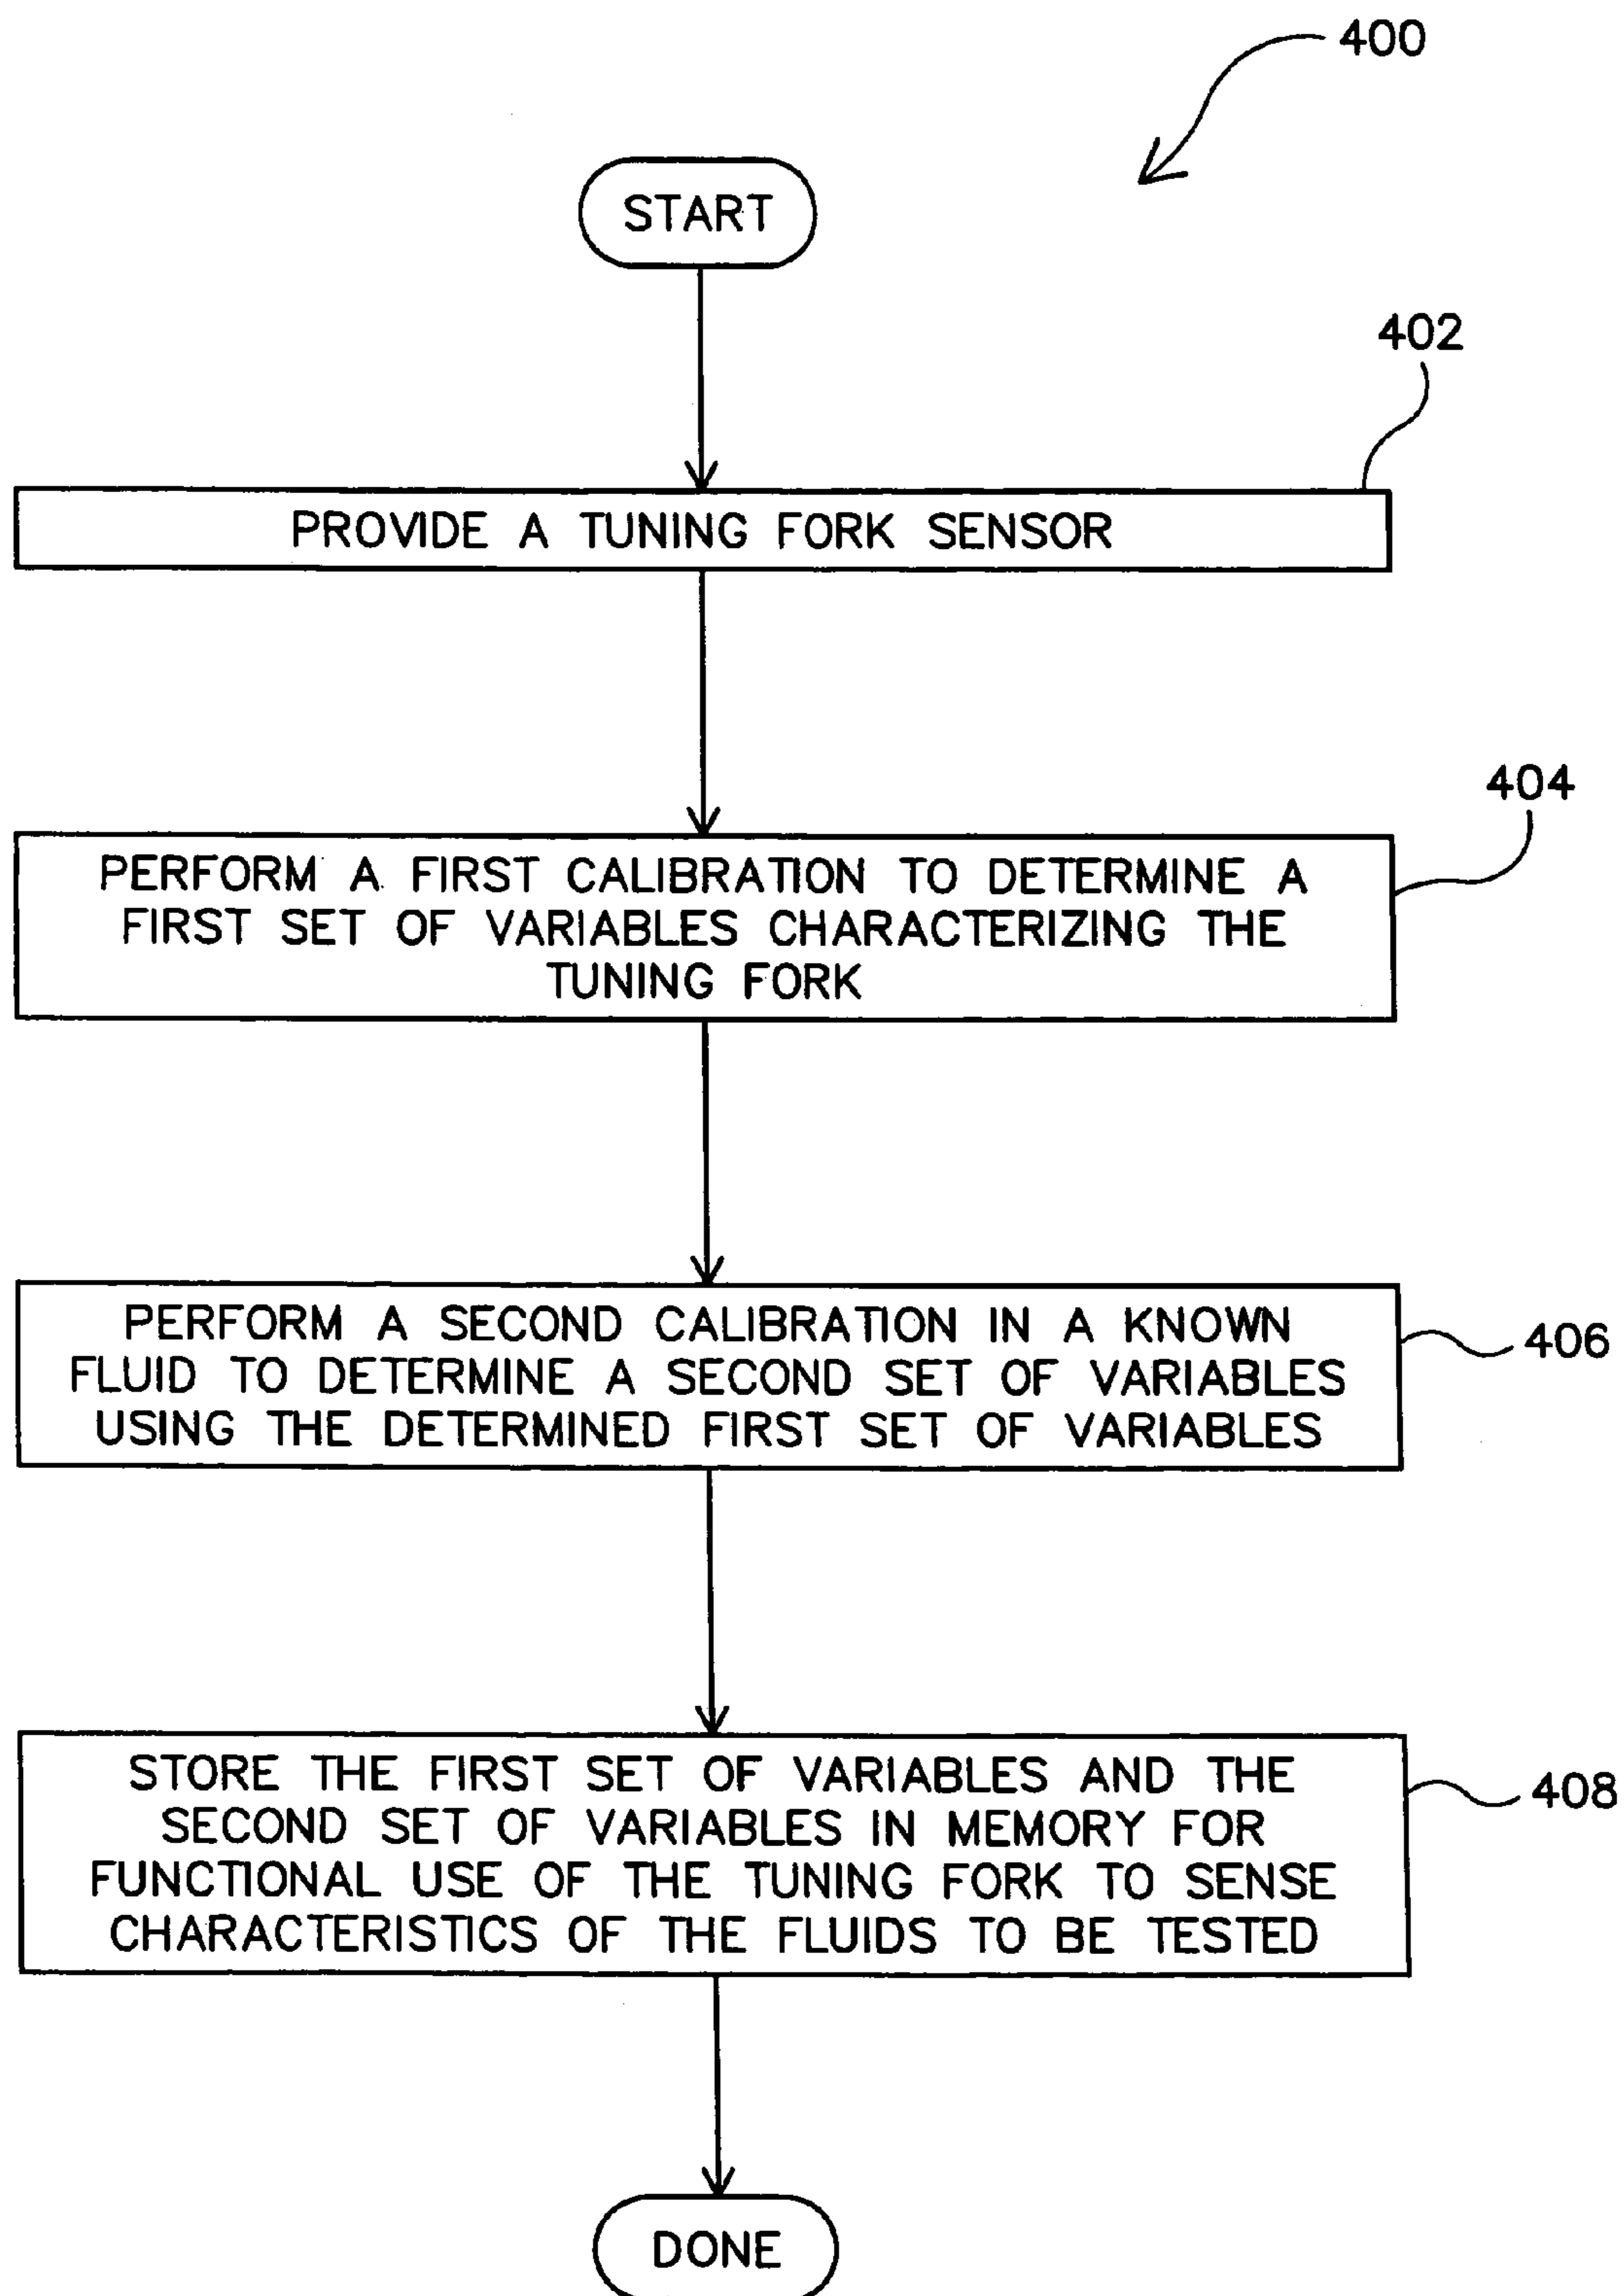 400
START
402
PROVIDE A TUNING FORK SENSOR
404
PERFORM A FIRST CALIBRATION TO DETERMINE A
FIRST SET OF VARIABLES CHARACTERIZING THE
TUNING FORK
PERFORM A SECOND CALIBRATION IN A KNOWN
FLUID TO DETERMINE A SECOND SET OF VARIABLES
USING THE DETERMINED FIRST SET OF VARIABLES
406
STORE THE FIRST SET OF VARIABLES AND THE
SECOND SET OF VARIABLES IN MEMORY FOR
FUNCTIONAL USE OF THE TUNING FORK TO SENSE
CHARACTERISTICS OF THE FLUIDS TO BE TESTED
408
DONE